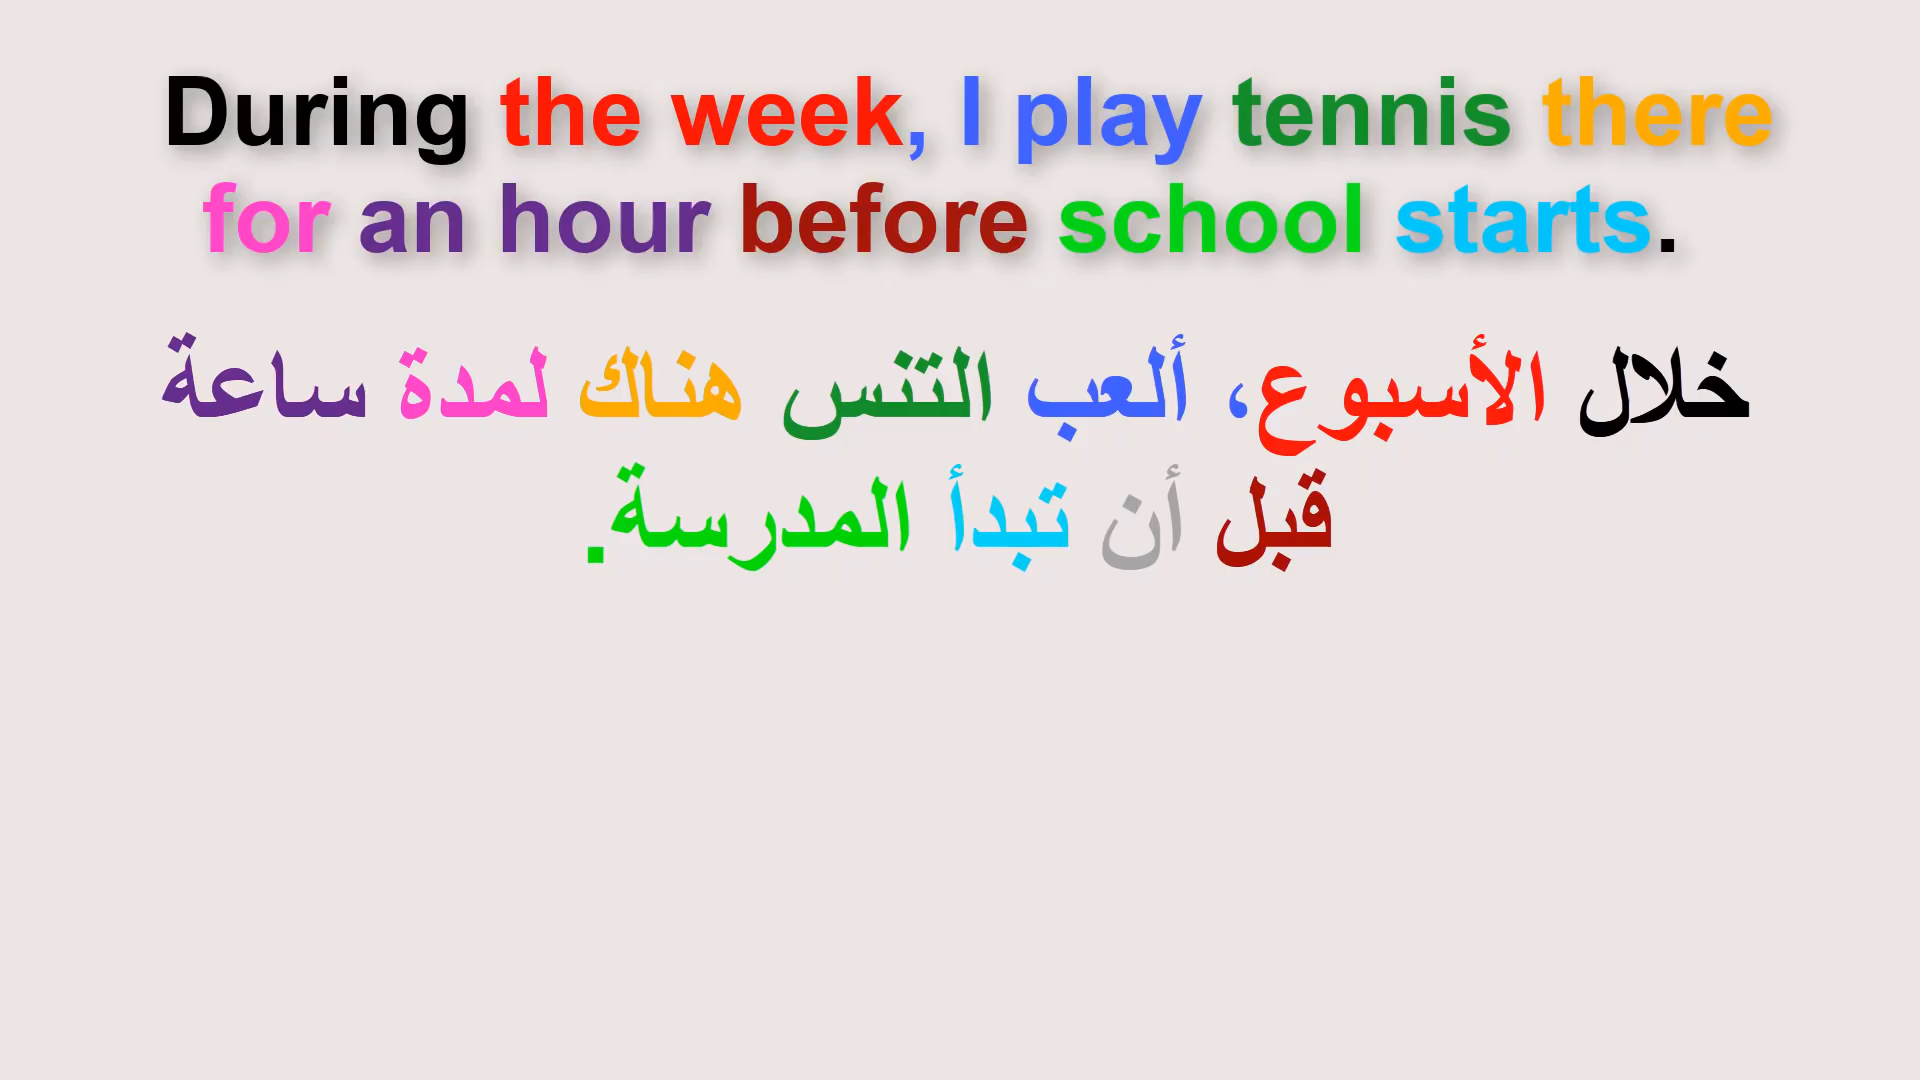 During the week, I play tennis there
for an hour before school starts.
خلال الأسبوع، ألعب التنس هناك لمدة ساعة
قبل أن تبدأ المدرسة.